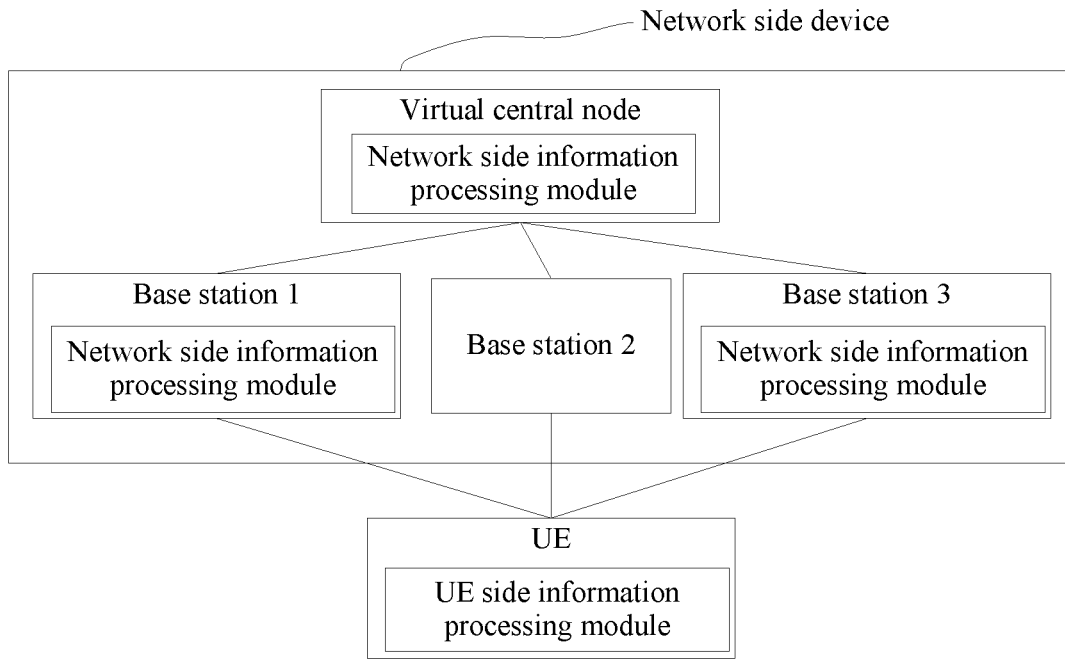 Network side device
Virtual central node
Network side information
processing module
Base station 1
Network side information
processing module
Base station 2
Base station 3
Network side information
processing module
UE
UE side information
processing module